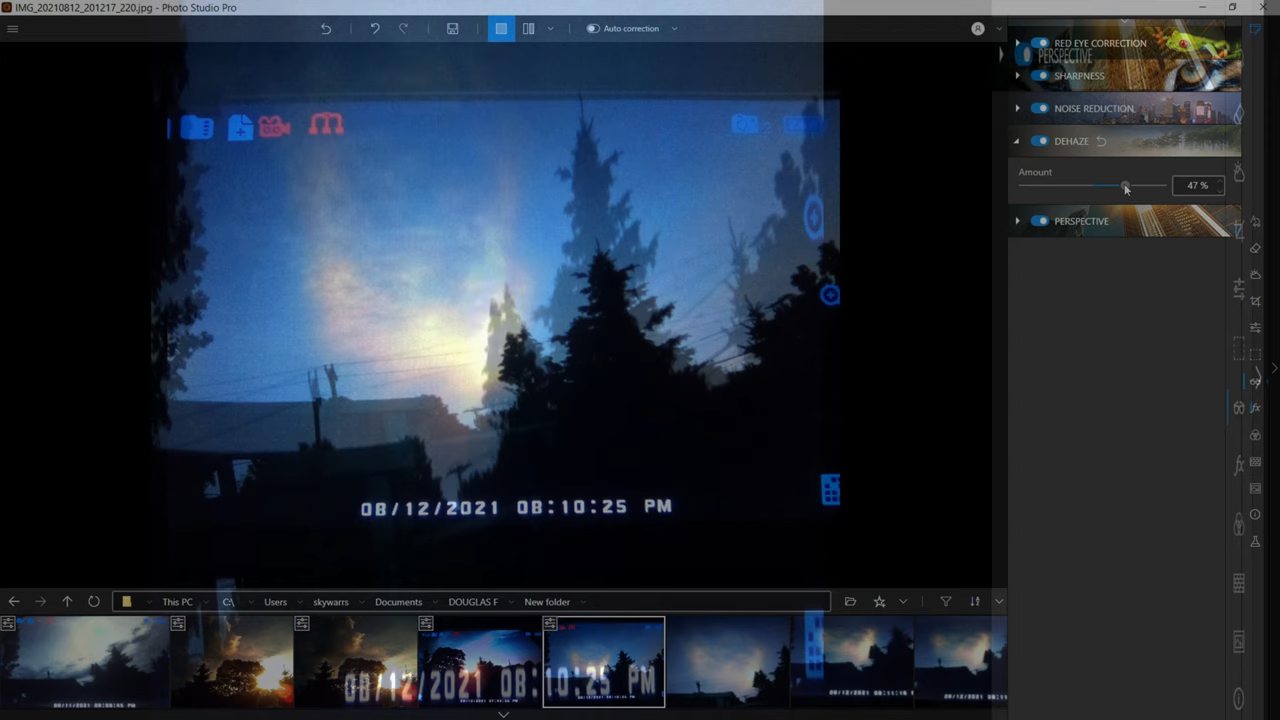 IMG_20210812_201217_220.jpg - Photo Studio Pro
Auto correction
RED EYE CORRECTION
PERSPECTIVE
SHARPNESS
NOISE REDUCTION
DEHAZE
Amount
47 %
PERSPECTIVE
08/12/2021 08:10:25 PM
This PC C:\ Users skywarrs Documents DOUGLAS F New folder
08/12/2021 08:10:25 PM